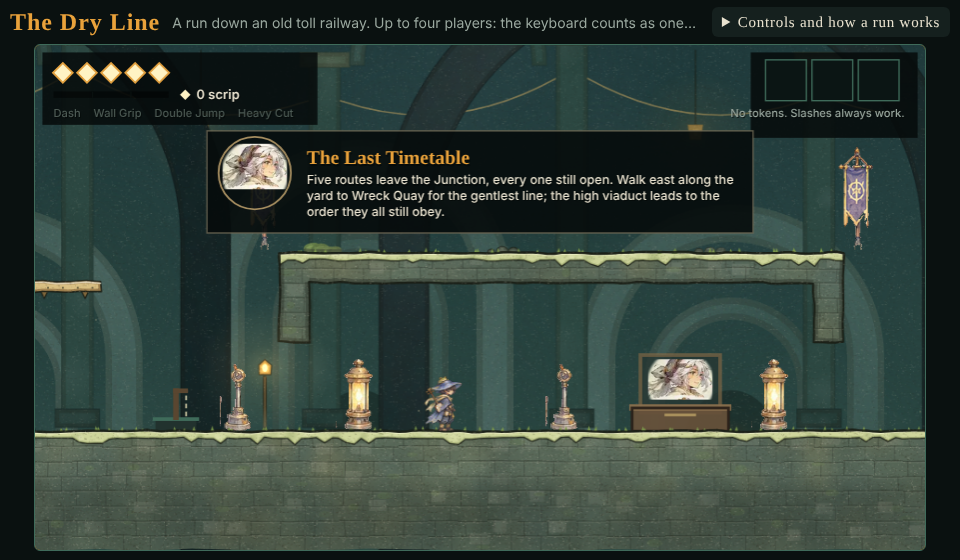 The Dry Line
A run down an old toll railway. Up to four players: the keyboard counts as one...
▶ Controls and how a run works
0 scrip
Dash Wall Grip Double Jump Heavy Cut
No tokens. Slashes always work.
The Last Timetable
Five routes leave the Junction, every one still open. Walk east along the
yard to Wreck Quay for the gentlest line; the high viaduct leads to the
order they all still obey.